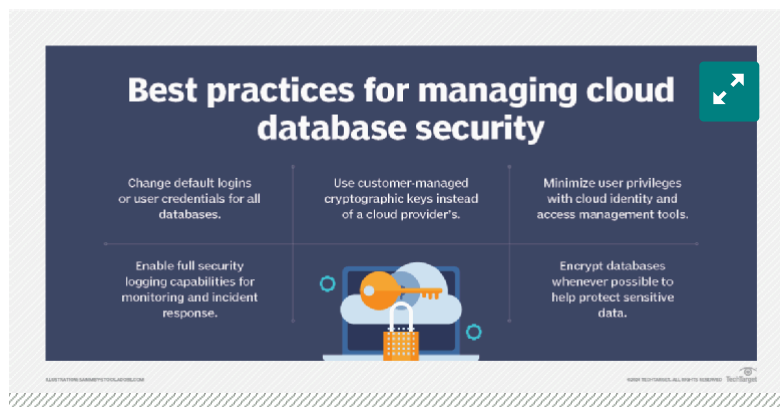 Best practices for managing cloud
database security
Change default logins
or user credentials for all
databases.
Use customer-managed
cryptographic keys instead
of a cloud provider's.
Minimize user privileges
with cloud identity and
access management tools.
Enable full security
logging capabilities for
monitoring and incident
response.
Encrypt databases
whenever possible to
help protect sensitive
data.
TechTarget